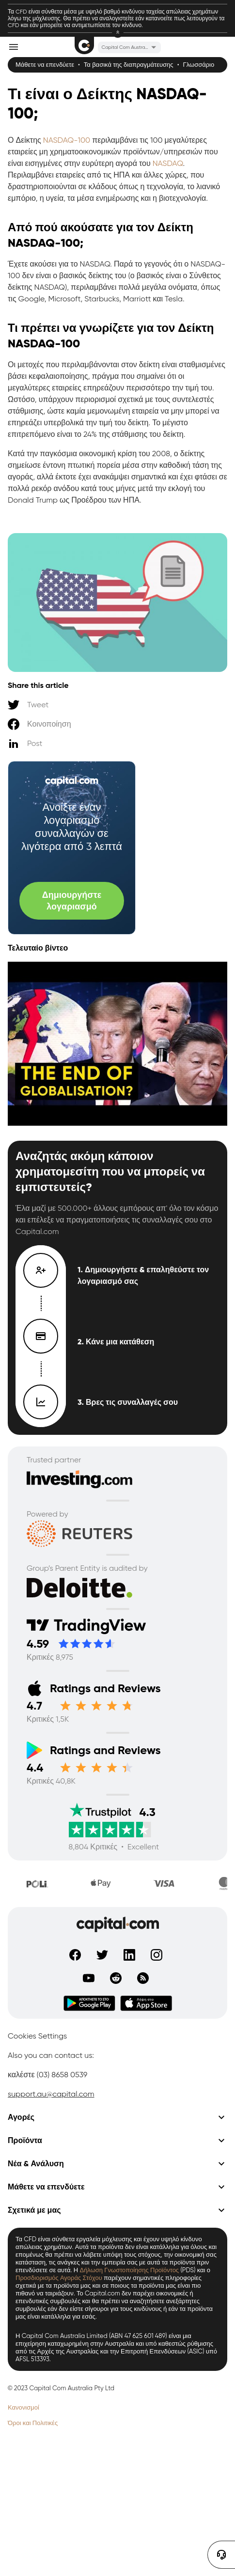 Τα CFD είναι σύνθετα μέσα με υψηλό βαθμό κινδύνου ταχείας απώλειας χρημάτων
λόγω της μόχλευσης. Θα πρέπει να αναλογιστείτε εάν κατανοείτε πως λειτουργούν τα
CFD και εάν μπορείτε να αντιμετωπίσετε τον κίνδυνο.
Capital Com Austra...
Μάθετε να επενδύετε • Τα βασικά της διαπραγμάτευσης • Γλωσσάριο
Τι είναι ο Δείκτης NASDAQ-
100;
Ο Δείκτης NASDAQ-100 περιλαμβάνει τις 100 μεγαλύτερες
εταιρείες μη χρηματοοικονομικών προϊόντων/υπηρεσιών που
είναι εισηγμένες στην ευρύτερη αγορά του NASDAQ.
Περιλαμβάνει εταιρείες από τις ΗΠΑ και άλλες χώρες, που
δραστηριοποιούνται σε κλάδους όπως η τεχνολογία, το λιανικό
εμπόριο, η ιατρική, τα ναυτιλιακά και η βιοτεχνολογία.
Από πού ακούσατε για τον Δείκτη
NASDAQ-100;
Έχετε ακούσει για το NASDAQ. Παρά το γεγονός ότι ο NASDAQ-
100 δεν είναι ο βασικός δείκτης του (ο βασικός είναι ο Σύνθετος
Δείκτης NASDAQ), περιλαμβάνει πολλά μεγάλα ονόματα, όπως
τις Google, Microsoft, Starbucks, Marriott και Tesla.
Τι πρέπει να γνωρίζετε για τον Δείκτη
NASDAQ-100
Οι μετοχές που περιλαμβάνονται στον δείκτη είναι σταθμισμένες
βάσει κεφαλαιοποίησης, πράγμα που σημαίνει ότι οι
μεγαλύτερες εταιρείες επηρεάζουν περισσότερο την τιμή του.
Ωστόσο, υπάρχουν περιορισμοί σχετικά με τους συντελεστές
στάθμισης, ώστε καμία μεμονωμένη εταιρεία να μην μπορεί να
επηρεάζει υπερβολικά την τιμή του δείκτη. Το μέγιστο
επιτρεπόμενο είναι το 24% της στάθμισης του δείκτη.
Κατά την παγκόσμια οικονομική κρίση του 2008, ο δείκτης
σημείωσε έντονη πτωτική πορεία μέσα στην καθοδική τάση της
αγοράς, αλλά έκτοτε έχει ανακάμψει σημαντικά και έχει φτάσει σε
πολλά ρεκόρ ανόδου κατά τους μήνες μετά την εκλογή του
Donald Trump ως Προέδρου των ΗΠΑ.
Share this article
Tweet
Κοινοποίηση
Post
capital.com
Ανοίξτε έναν
λογαριασμό
συναλλαγών σε
λιγότερα από 3 λεπτά
Δημιουργήστε
λογαριασμό
Τελευταίο βίντεο
THE END OF
GLOBALISATION?
Αναζητάς ακόμη κάποιον
χρηματομεσίτη που να μπορείς να
εμπιστευτείς?
Έλα μαζί με 500.000+ άλλους εμπόρους απ' όλο τον κόσμο
και επέλεξε να πραγματοποιήσεις τις συναλλαγές σου στο
Capital.com
1. Δημιουργήστε & επαληθεύστε τον
λογαριασμό σας
2. Κάνε μια κατάθεση
3. Βρες τις συναλλαγές σου
Trusted partner
Investing.com
Powered by
REUTERS
Group's Parent Entity is audited by
Deloitte.
TradingView
4.59
Κριτικές 8,975
Ratings and Reviews
4.7
Κριτικές 1,5K
Ratings and Reviews
4.4
Κριτικές 40,8K
Trustpilot 4.3
8,804 Κριτικές • Excellent
POLi
Pay
VISA
capital.com
ΑΠΟΚΤΗΣΤΕ ΤΟ ΣΤΟ
Google Play
App Store
Cookies Settings
Also you can contact us:
καλέστε (03) 8658 0539
support.au@capital.com
Αγορές
Προϊόντα
Νέα & Ανάλυση
Μάθετε να επενδύετε
Σχετικά με μας
Τα CFD είναι σύνθετα εργαλεία μόχλευσης και έχουν υψηλό κίνδυνο
απώλειας χρημάτων. Αυτά τα προϊόντα δεν είναι κατάλληλα για όλους και
επομένως θα πρέπει να λάβετε υπόψη τους στόχους, την οικονομική σας
κατάσταση, τις ανάγκες και την εμπειρία σας με αυτά τα προϊόντα πριν
επενδύσετε σε αυτά. Η Δήλωση Γνωστοποίησης Προϊόντος (PDS) και ο
Προσδιορισμός Αγοράς Στόχου παρέχουν σημαντικές πληροφορίες
σχετικά με τα προϊόντα μας και σε ποιους τα προϊόντα μας είναι πιο
πιθανό να ταιριάζουν. Το Capital.com δεν παρέχει οικονομικές ή
επενδυτικές συμβουλές και θα πρέπει να αναζητήσετε ανεξάρτητες
συμβουλές εάν δεν είστε σίγουροι για τους κινδύνους ή εάν τα προϊόντα
μας είναι κατάλληλα για εσάς.
Η Capital Com Australia Limited (ABN 47 625 601 489) είναι μια
επιχείρηση καταχωρημένη στην Αυστραλία και υπό καθεστώς ρύθμισης
από τις Αρχές της Αυστραλίας και την Επιτροπή Επενδύσεων (ASIC) υπό
AFSL 513393.
© 2023 Capital Com Australia Pty Ltd
Κανονισμοί
Όροι και Πολιτικές